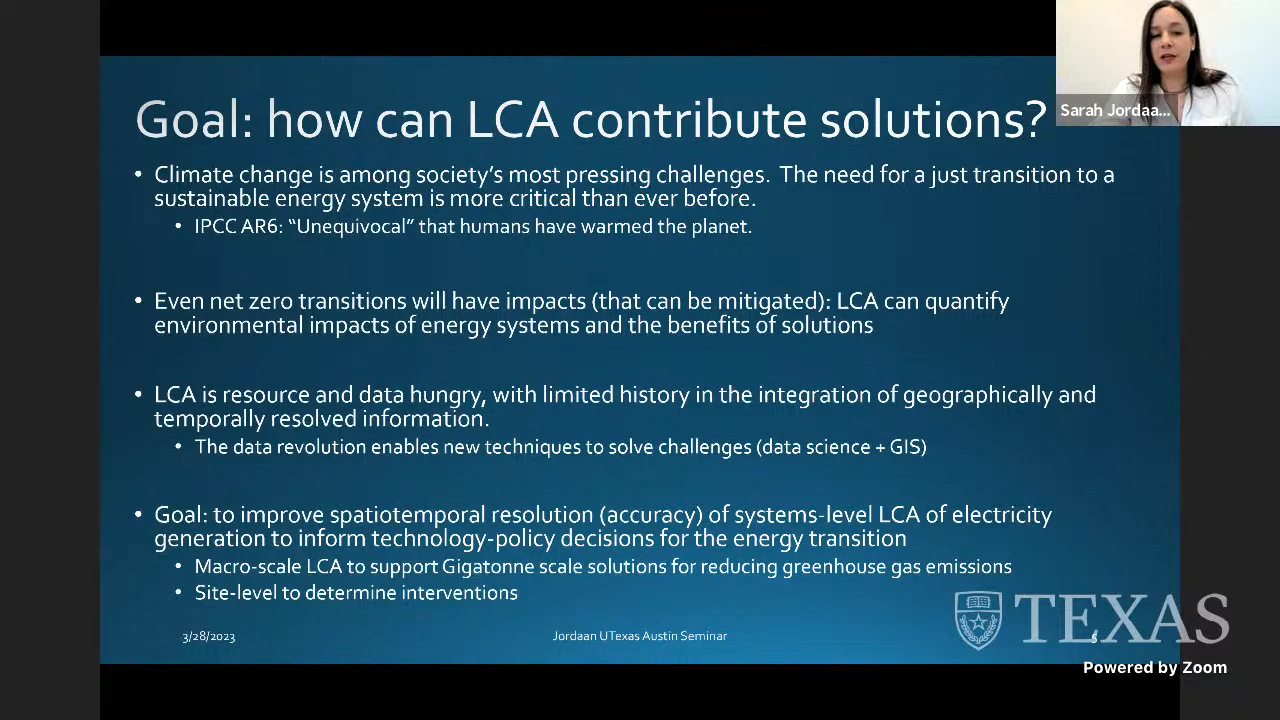 Goal: how can LCA contribute solutions?
Sarah Jordaa...
• Climate change is among society's most pressing challenges. The need for a just transition to a
sustainable energy system is more critical than ever before.
• IPCC AR6: “Unequivocal” that humans have warmed the planet.
• Even net zero transitions will have impacts (that can be mitigated): LCA can quantify
environmental impacts of energy systems and the benefits of solutions
• LCA is resource and data hungry, with limited history in the integration of geographically and
temporally resolved information.
• The data revolution enables new techniques to solve challenges (data science + GIS)
• Goal: to improve spatiotemporal resolution (accuracy) of systems-level LCA of electricity
generation to inform technology-policy decisions for the energy transition
• Macro-scale LCA to support Gigatonne scale solutions for reducing greenhouse gas emissions
• Site-level to determine interventions
3/28/2023
Jordaan UTexas Austin Seminar
5
TEXAS
Powered by Zoom